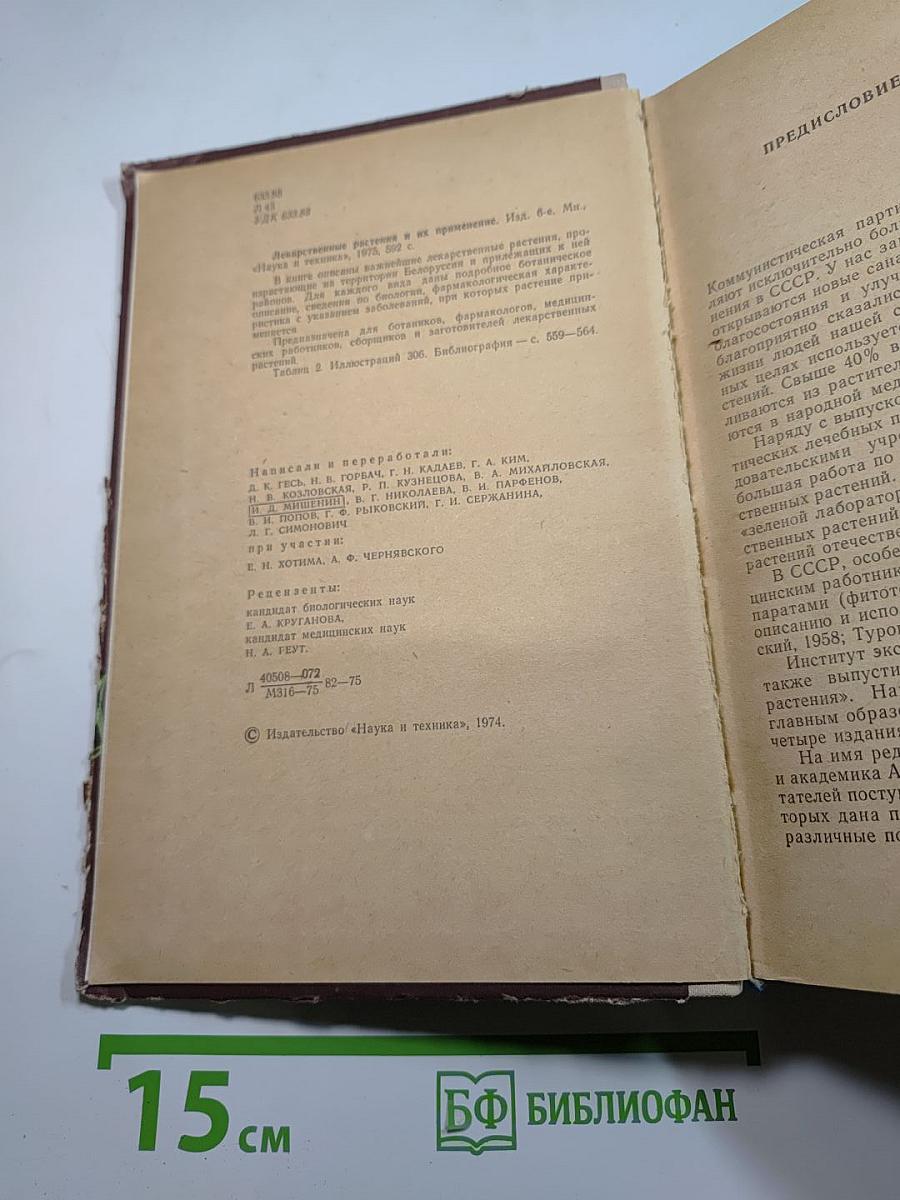 633.88
Л 43
УДК 633.88
Лекарственные растения и их применение. Изд. 6-е. Мн.,
«Наука и техника», 1975, 592 с.
В книге описаны важнейшие лекарственные растения, про-
израстающие на территории Белоруссии и прилежащих к ней
районов. Для каждого вида даны подробное ботаническое
описание, сведения по биологии, фармакологическая характе-
ристика с указанием заболеваний, при которых растение при-
меняется.
Предназначена для ботаников, фармакологов, медицин-
ских работников, сборщиков и заготовителей лекарственных
растений.
Таблиц 2. Иллюстраций 306. Библиография — с. 559—564.
Написали и переработали:
Д. К. ГЕСЬ, Н. В. ГОРБАЧ, Г. Н. КАДАЕВ, Г. А. КИМ,
Н. В. КОЗЛОВСКАЯ, Р. П. КУЗНЕЦОВА, В. А. МИХАЙЛОВСКАЯ,
И. Д. МИШЕНИН, В. Г. НИКОЛАЕВА, В. И. ПАРФЕНОВ,
В. И. ПОПОВ, Г. Ф. РЫКОВСКИЙ, Г. И. СЕРЖАНИНА,
Л. Г. СИМОНОВИЧ
при участии:
Е. Н. ХОТИМА, А. Ф. ЧЕРНЯВСКОГО
Рецензенты:
кандидат биологических наук
Е. А. КРУГАНОВА,
кандидат медицинских наук
Н. А. ГЕУТ.
Л 40508—072 82—75
М316—75
© Издательство «Наука и техника», 1974.
ПРЕДИСЛОВИЕ
Коммунистическая парти
ляют исключительно бол
нения в СССР. У нас за
открываются новые сана
благосостояния и улуч
благоприятно сказались
жизни людей нашей с
ных целях использует
стений. Свыше 40% в
ливаются из растител
ются в народной мед
Наряду с выпуско
тических лечебных п
довательскими учре
большая работа по
ственных растений.
«зеленой лаборатор
ственных растений
растений отечестве
В СССР, особе
цинским работник
паратами (фитоте
описанию и испо
ский, 1958; Туро
Институт экс
также выпусти
растения». На
главным образо
четыре издания
На имя ред
и академика А
тателей посту
торых дана п
различные по
15 см
БФ БИБЛИОФАН